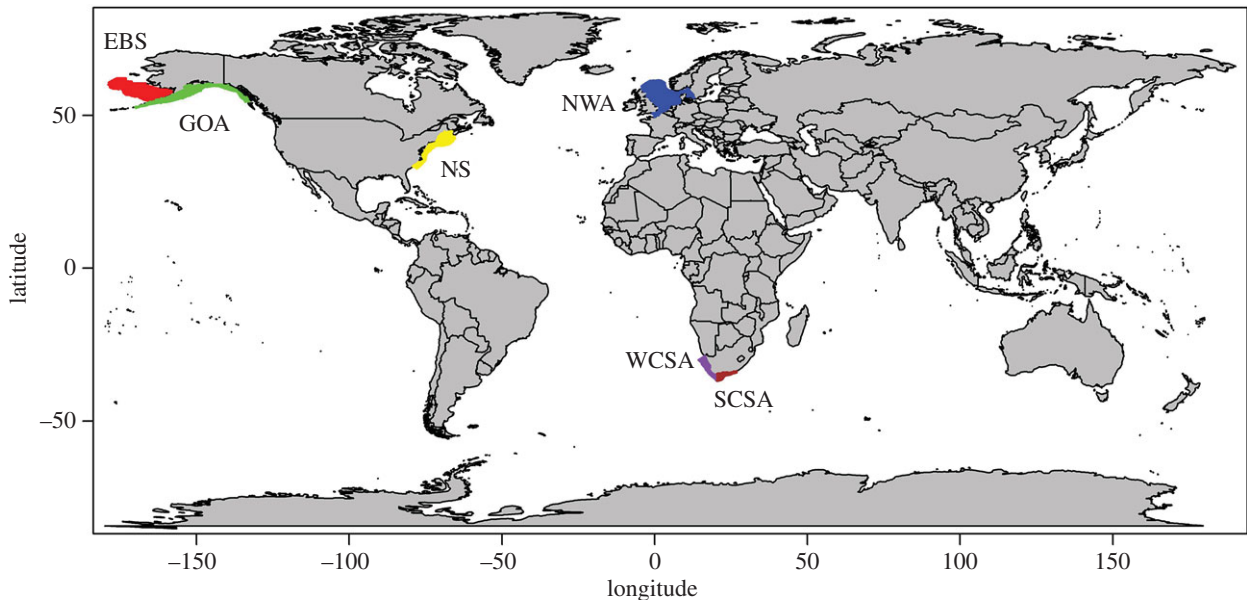 EBS
GOA
NS
NWA
WCSA
SCSA
latitude
50
0
–50
–150
–100
–50
0
50
100
150
longitude